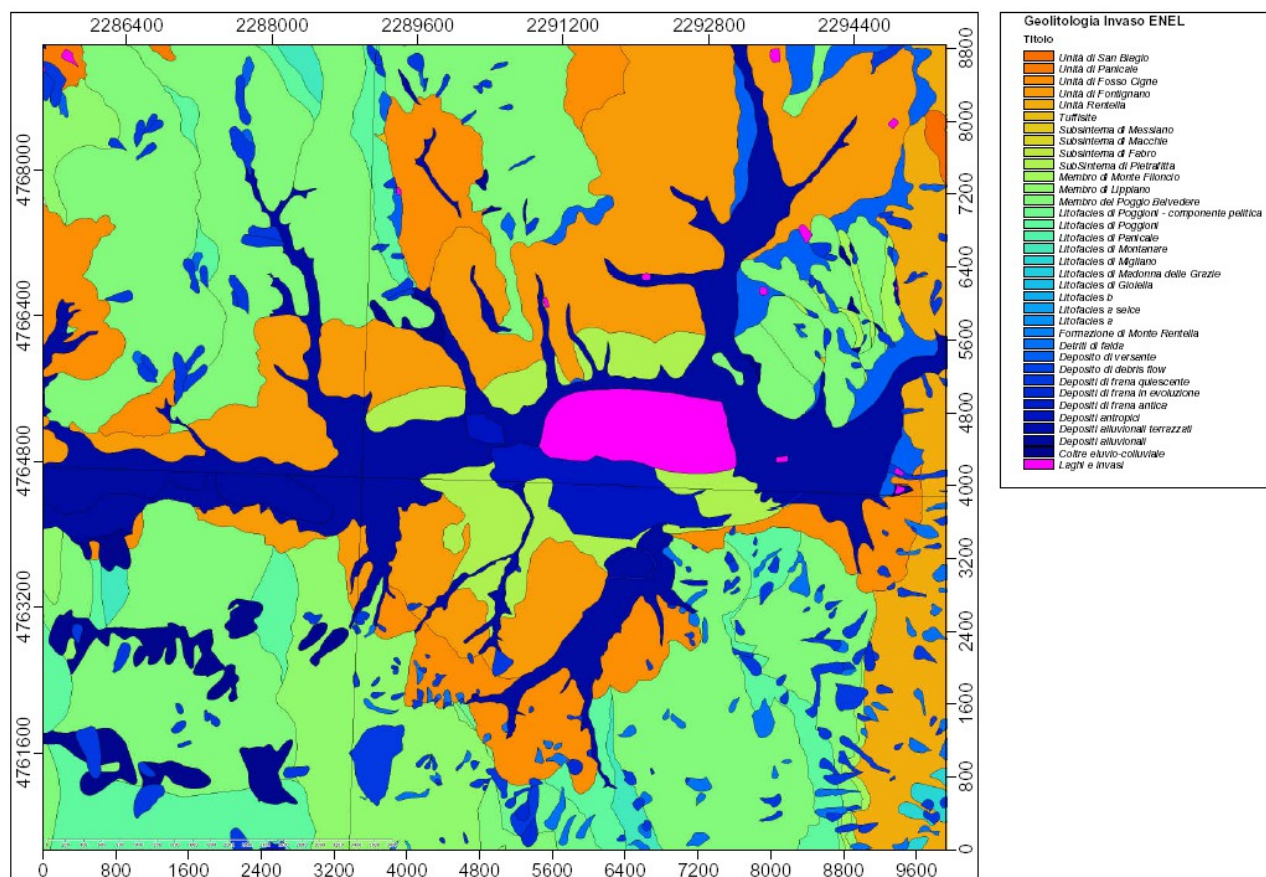 2286400 2288000 2289600 2291200 2292800 2294400
4768000
4766400
4764800
4763200
4761600
8800
8000
7200
6400
5600
4800
4000
3200
2400
1600
800
0
0 800 1600 2400 3200 4000 4800 5600 6400 7200 8000 8800 9600
Geolitologia Invaso ENEL
Titolo
Unità di San Biagio
Unità di Panicale
Unità di Fosso Cigne
Unità di Fontignano
Unità Rentella
Tuffisite
Subsintema di Messiano
Subsintema di Macchie
Subsintema di Fabro
SubSintema di Pietrafitta
Membro di Monte Filoncio
Membro di Lippiano
Membro del Poggio Belvedere
Litofacies di Poggioni - componente pelitica
Litofacies di Poggioni
Litofacies di Panicale
Litofacies di Montanare
Litofacies di Migliano
Litofacies di Madonna delle Grazie
Litofacies di Gioiella
Litofacies b
Litofacies a selce
Litofacies a
Formazione di Monte Rentella
Detriti di falda
Deposito di versante
Deposito di debris flow
Depositi di frana quiescente
Depositi di frana in evoluzione
Depositi di frana antica
Depositi antropici
Depositi alluvionali terrazzati
Depositi alluvionali
Coltre eluvio-colluviale
Laghi e invasi